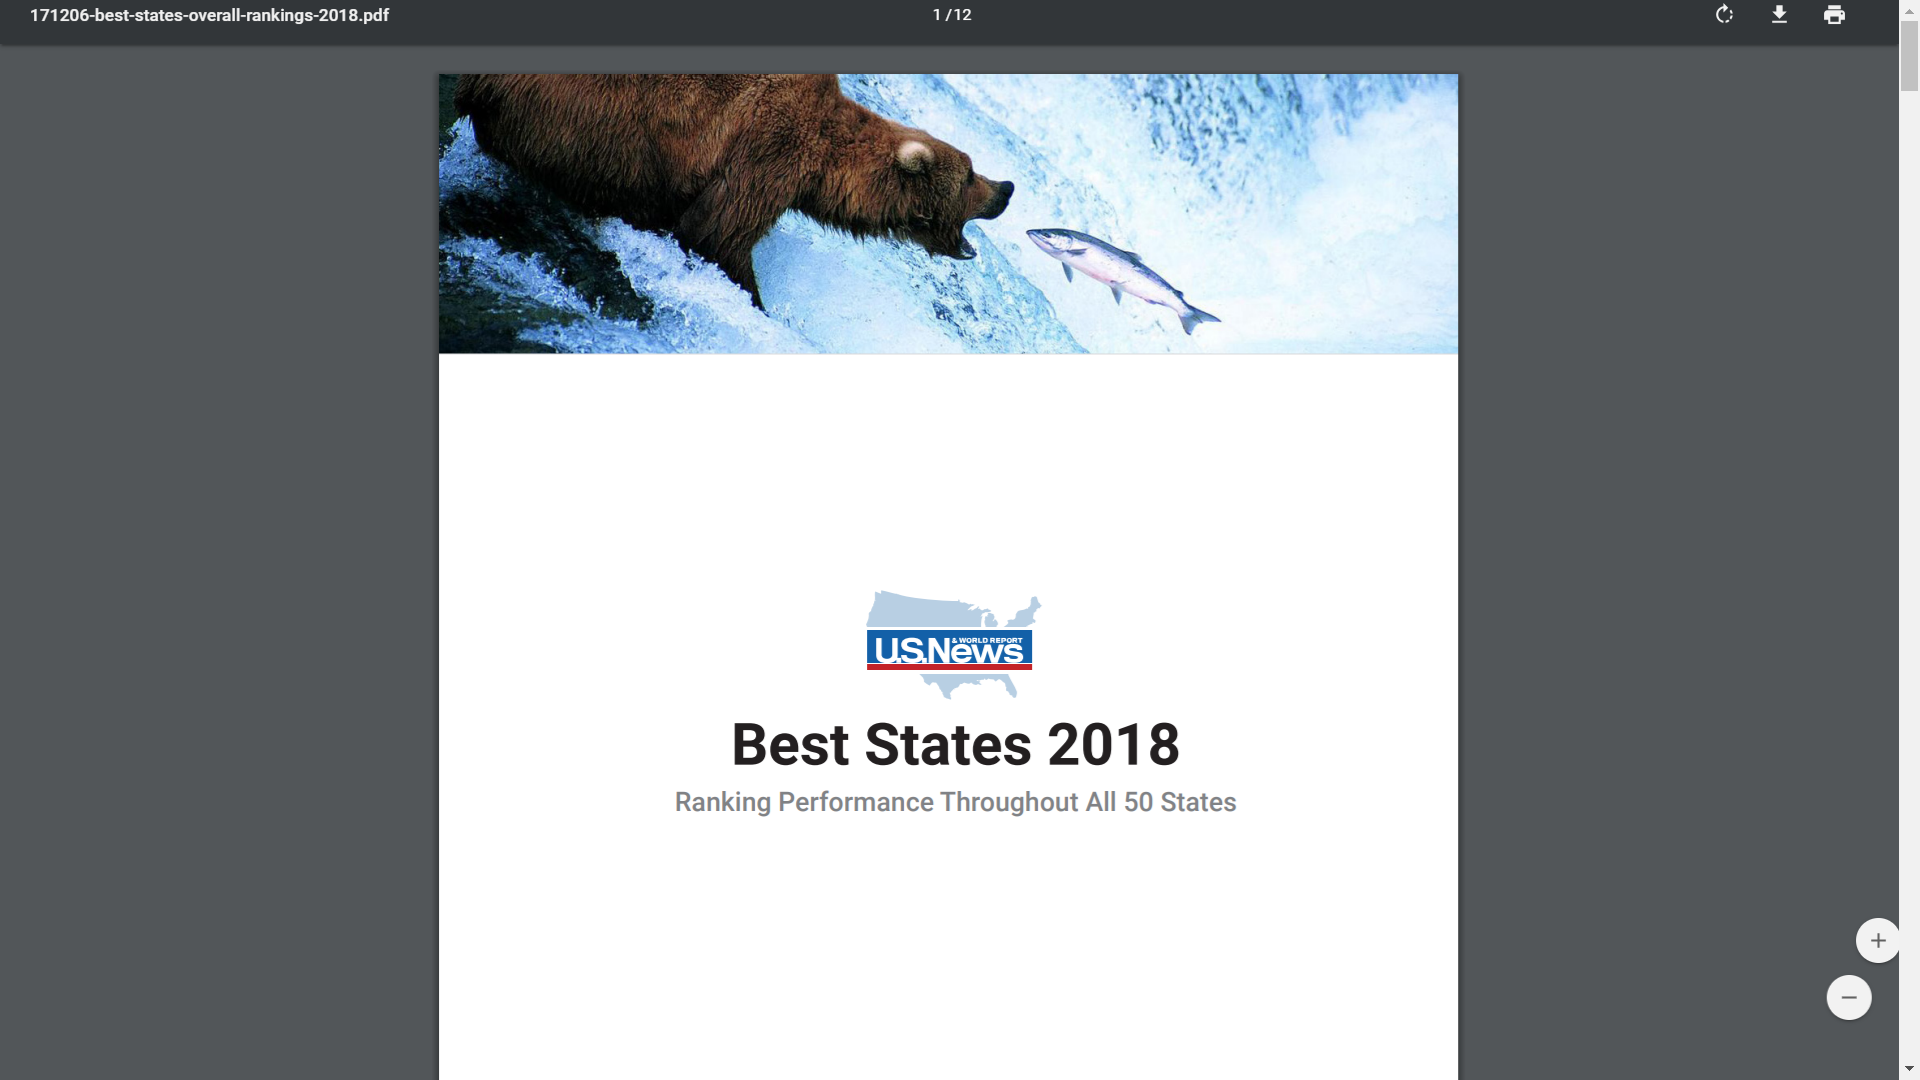 171206-best-states-overall-rankings-2018.pdf
1 / 12
& WORLD REPORT
U.S.News
Best States 2018
Ranking Performance Throughout All 50 States